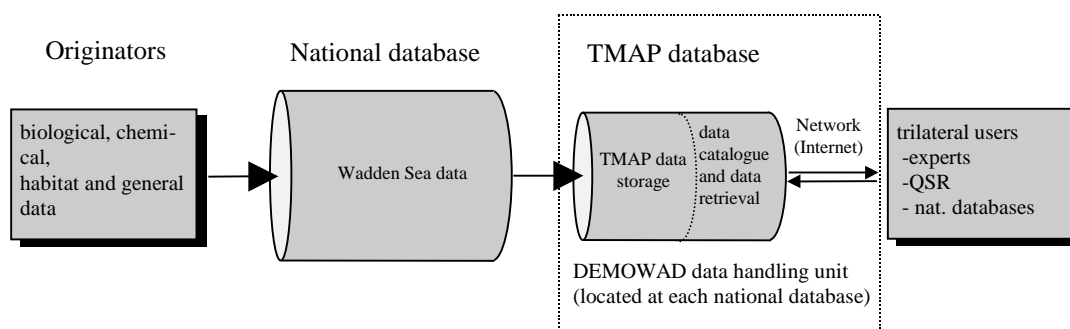 Originators
National database
TMAP database
biological, chemi-
cal,
habitat and general
data
Wadden Sea data
TMAP data
storage
data
catalogue
and data
retrieval
Network
(Internet)
trilateral users
-experts
-QSR
- nat. databases
DEMOWAD data handling unit
(located at each national database)